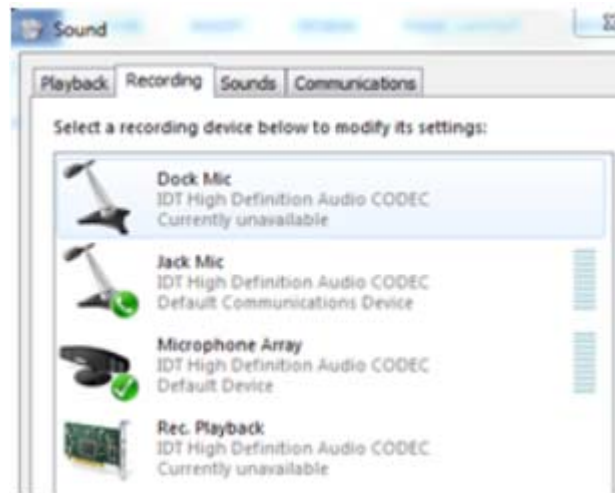 Sound
Playback Recording Sounds Communications
Select a recording device below to modify its settings:
Dock Mic
IDT High Definition Audio CODEC
Currently unavailable
Jack Mic
IDT High Definition Audio CODEC
Default Communications Device
Microphone Array
IDT High Definition Audio CODEC
Default Device
Rec. Playback
IDT High Definition Audio CODEC
Currently unavailable